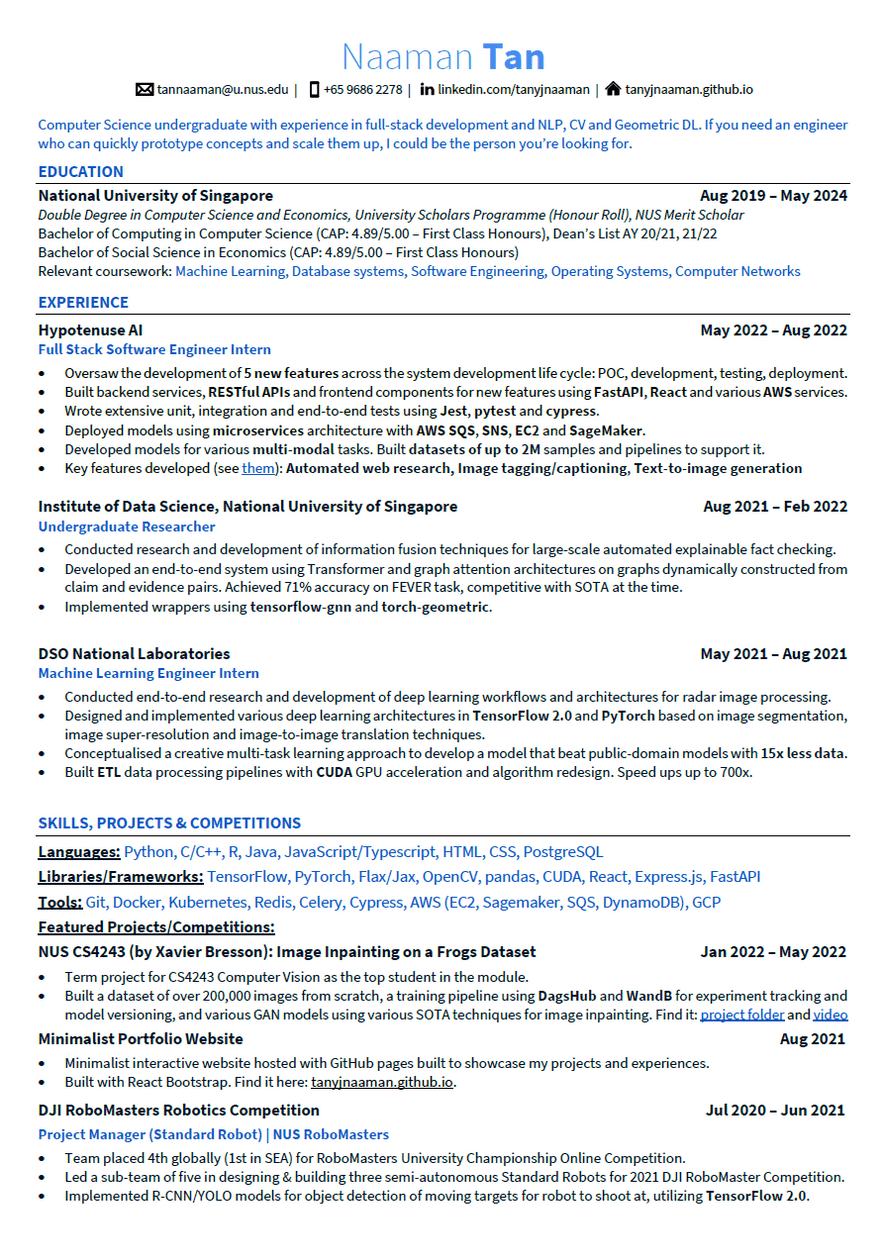 Naaman Tan
tannaaman@u.nus.edu | +65 9686 2278 | linkedin.com/tanyjnaaman | tanyjnaaman.github.io
Computer Science undergraduate with experience in full-stack development and NLP, CV and Geometric DL. If you need an engineer
who can quickly prototype concepts and scale them up, I could be the person you're looking for.
EDUCATION
National University of Singapore Aug 2019 – May 2024
Double Degree in Computer Science and Economics, University Scholars Programme (Honour Roll), NUS Merit Scholar
Bachelor of Computing in Computer Science (CAP: 4.89/5.00 – First Class Honours), Dean's List AY 20/21, 21/22
Bachelor of Social Science in Economics (CAP: 4.89/5.00 – First Class Honours)
Relevant coursework: Machine Learning, Database systems, Software Engineering, Operating Systems, Computer Networks
EXPERIENCE
Hypotenuse AI May 2022 – Aug 2022
Full Stack Software Engineer Intern
• Oversaw the development of 5 new features across the system development life cycle: POC, development, testing, deployment.
• Built backend services, RESTful APIs and frontend components for new features using FastAPI, React and various AWS services.
• Wrote extensive unit, integration and end-to-end tests using Jest, pytest and cypress.
• Deployed models using microservices architecture with AWS SQS, SNS, EC2 and SageMaker.
• Developed models for various multi-modal tasks. Built datasets of up to 2M samples and pipelines to support it.
• Key features developed (see them): Automated web research, Image tagging/captioning, Text-to-image generation
Institute of Data Science, National University of Singapore Aug 2021 – Feb 2022
Undergraduate Researcher
• Conducted research and development of information fusion techniques for large-scale automated explainable fact checking.
• Developed an end-to-end system using Transformer and graph attention architectures on graphs dynamically constructed from
claim and evidence pairs. Achieved 71% accuracy on FEVER task, competitive with SOTA at the time.
• Implemented wrappers using tensorflow-gnn and torch-geometric.
DSO National Laboratories May 2021 – Aug 2021
Machine Learning Engineer Intern
• Conducted end-to-end research and development of deep learning workflows and architectures for radar image processing.
• Designed and implemented various deep learning architectures in TensorFlow 2.0 and PyTorch based on image segmentation,
image super-resolution and image-to-image translation techniques.
• Conceptualised a creative multi-task learning approach to develop a model that beat public-domain models with 15x less data.
• Built ETL data processing pipelines with CUDA GPU acceleration and algorithm redesign. Speed ups up to 700x.
SKILLS, PROJECTS & COMPETITIONS
Languages: Python, C/C++, R, Java, JavaScript/Typescript, HTML, CSS, PostgreSQL
Libraries/Frameworks: TensorFlow, PyTorch, Flax/Jax, OpenCV, pandas, CUDA, React, Express.js, FastAPI
Tools: Git, Docker, Kubernetes, Redis, Celery, Cypress, AWS (EC2, Sagemaker, SQS, DynamoDB), GCP
Featured Projects/Competitions:
NUS CS4243 (by Xavier Bresson): Image Inpainting on a Frogs Dataset Jan 2022 – May 2022
• Term project for CS4243 Computer Vision as the top student in the module.
• Built a dataset of over 200,000 images from scratch, a training pipeline using DagsHub and WandB for experiment tracking and
model versioning, and various GAN models using various SOTA techniques for image inpainting. Find it: project folder and video
Minimalist Portfolio Website Aug 2021
• Minimalist interactive website hosted with GitHub pages built to showcase my projects and experiences.
• Built with React Bootstrap. Find it here: tanyjnaaman.github.io.
DJI RoboMasters Robotics Competition Jul 2020 – Jun 2021
Project Manager (Standard Robot) | NUS RoboMasters
• Team placed 4th globally (1st in SEA) for RoboMasters University Championship Online Competition.
• Led a sub-team of five in designing & building three semi-autonomous Standard Robots for 2021 DJI RoboMaster Competition.
• Implemented R-CNN/YOLO models for object detection of moving targets for robot to shoot at, utilizing TensorFlow 2.0.